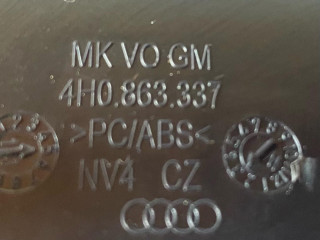 MK VO GM
4H0.863.337
>PC/ABS<
NV4 CZ